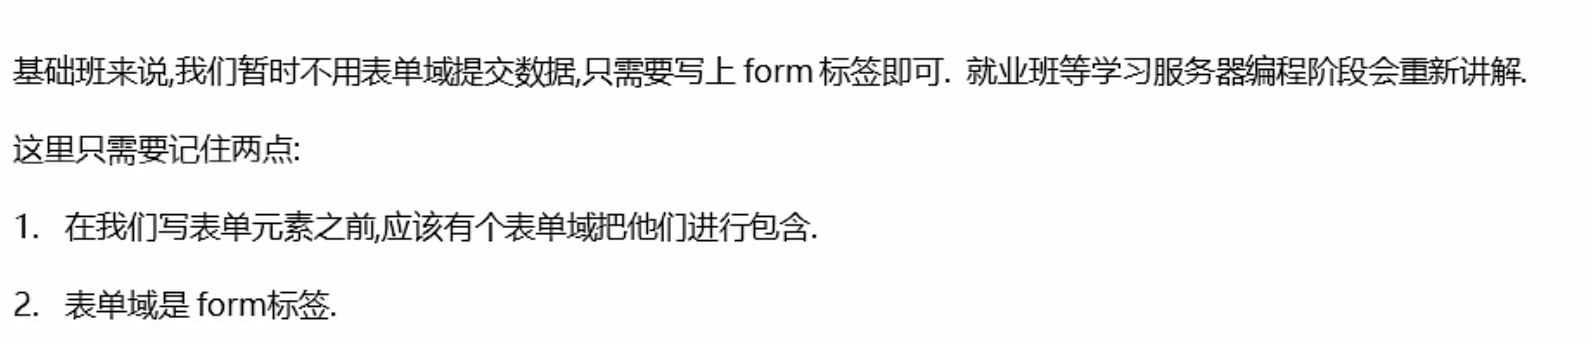 基础班来说,我们暂时不用表单域提交数据,只需要写上 form 标签即可. 就业班等学习服务器编程阶段会重新讲解.
这里只需要记住两点:
1. 在我们写表单元素之前,应该有个表单域把他们进行包含.
2. 表单域是 form标签.